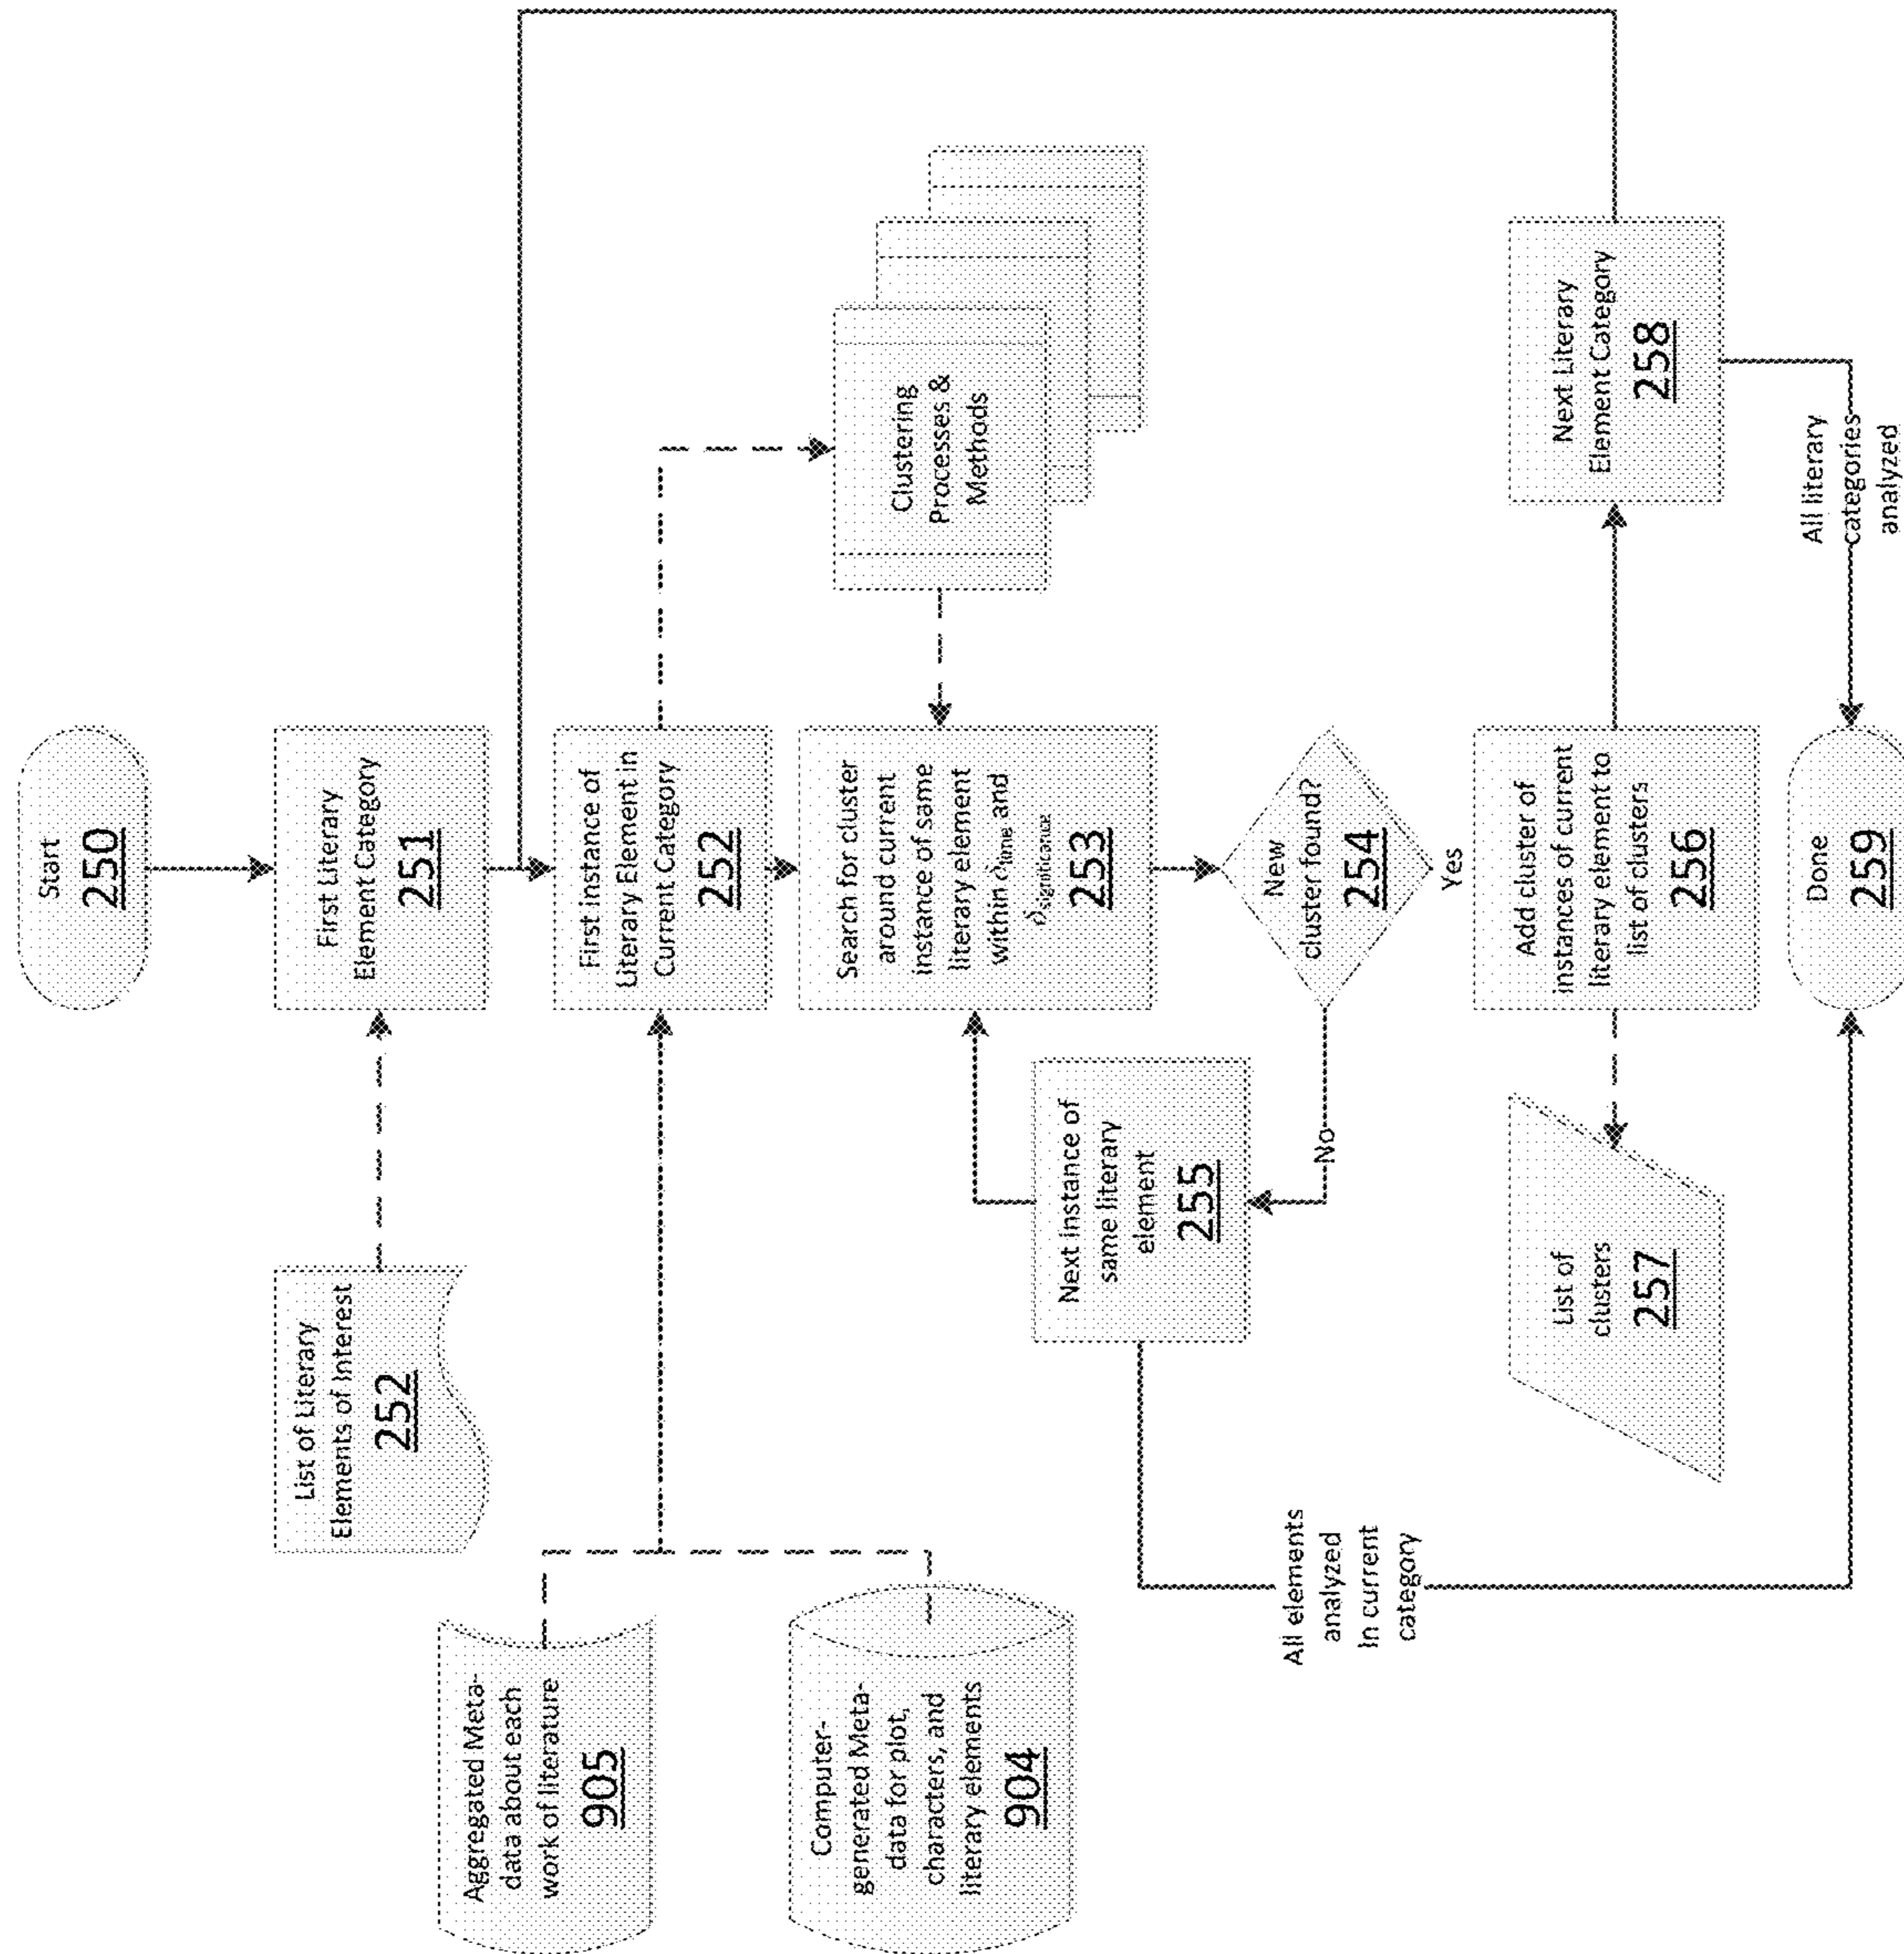 Start
250
First Literary
Element Category
251
List of Literary
Elements of Interest
252
First instance of
Literary Element in
Current Category
252
Aggregated Meta-
data about each
work of literature
905
Computer-
generated Meta-
data for plot,
characters, and
literary elements
904
Clustering
Processes &
Methods
Search for cluster
around current
instance of same
literary element
within ∂time and
∂significance
253
New
cluster found?
254
No
Yes
Next instance of
same literary
element
255
All elements
analyzed
in current
category
Add cluster of
instances of current
literary element to
list of clusters
256
List of
clusters
257
Next Literary
Element Category
258
All literary
categories
analyzed
Done
259